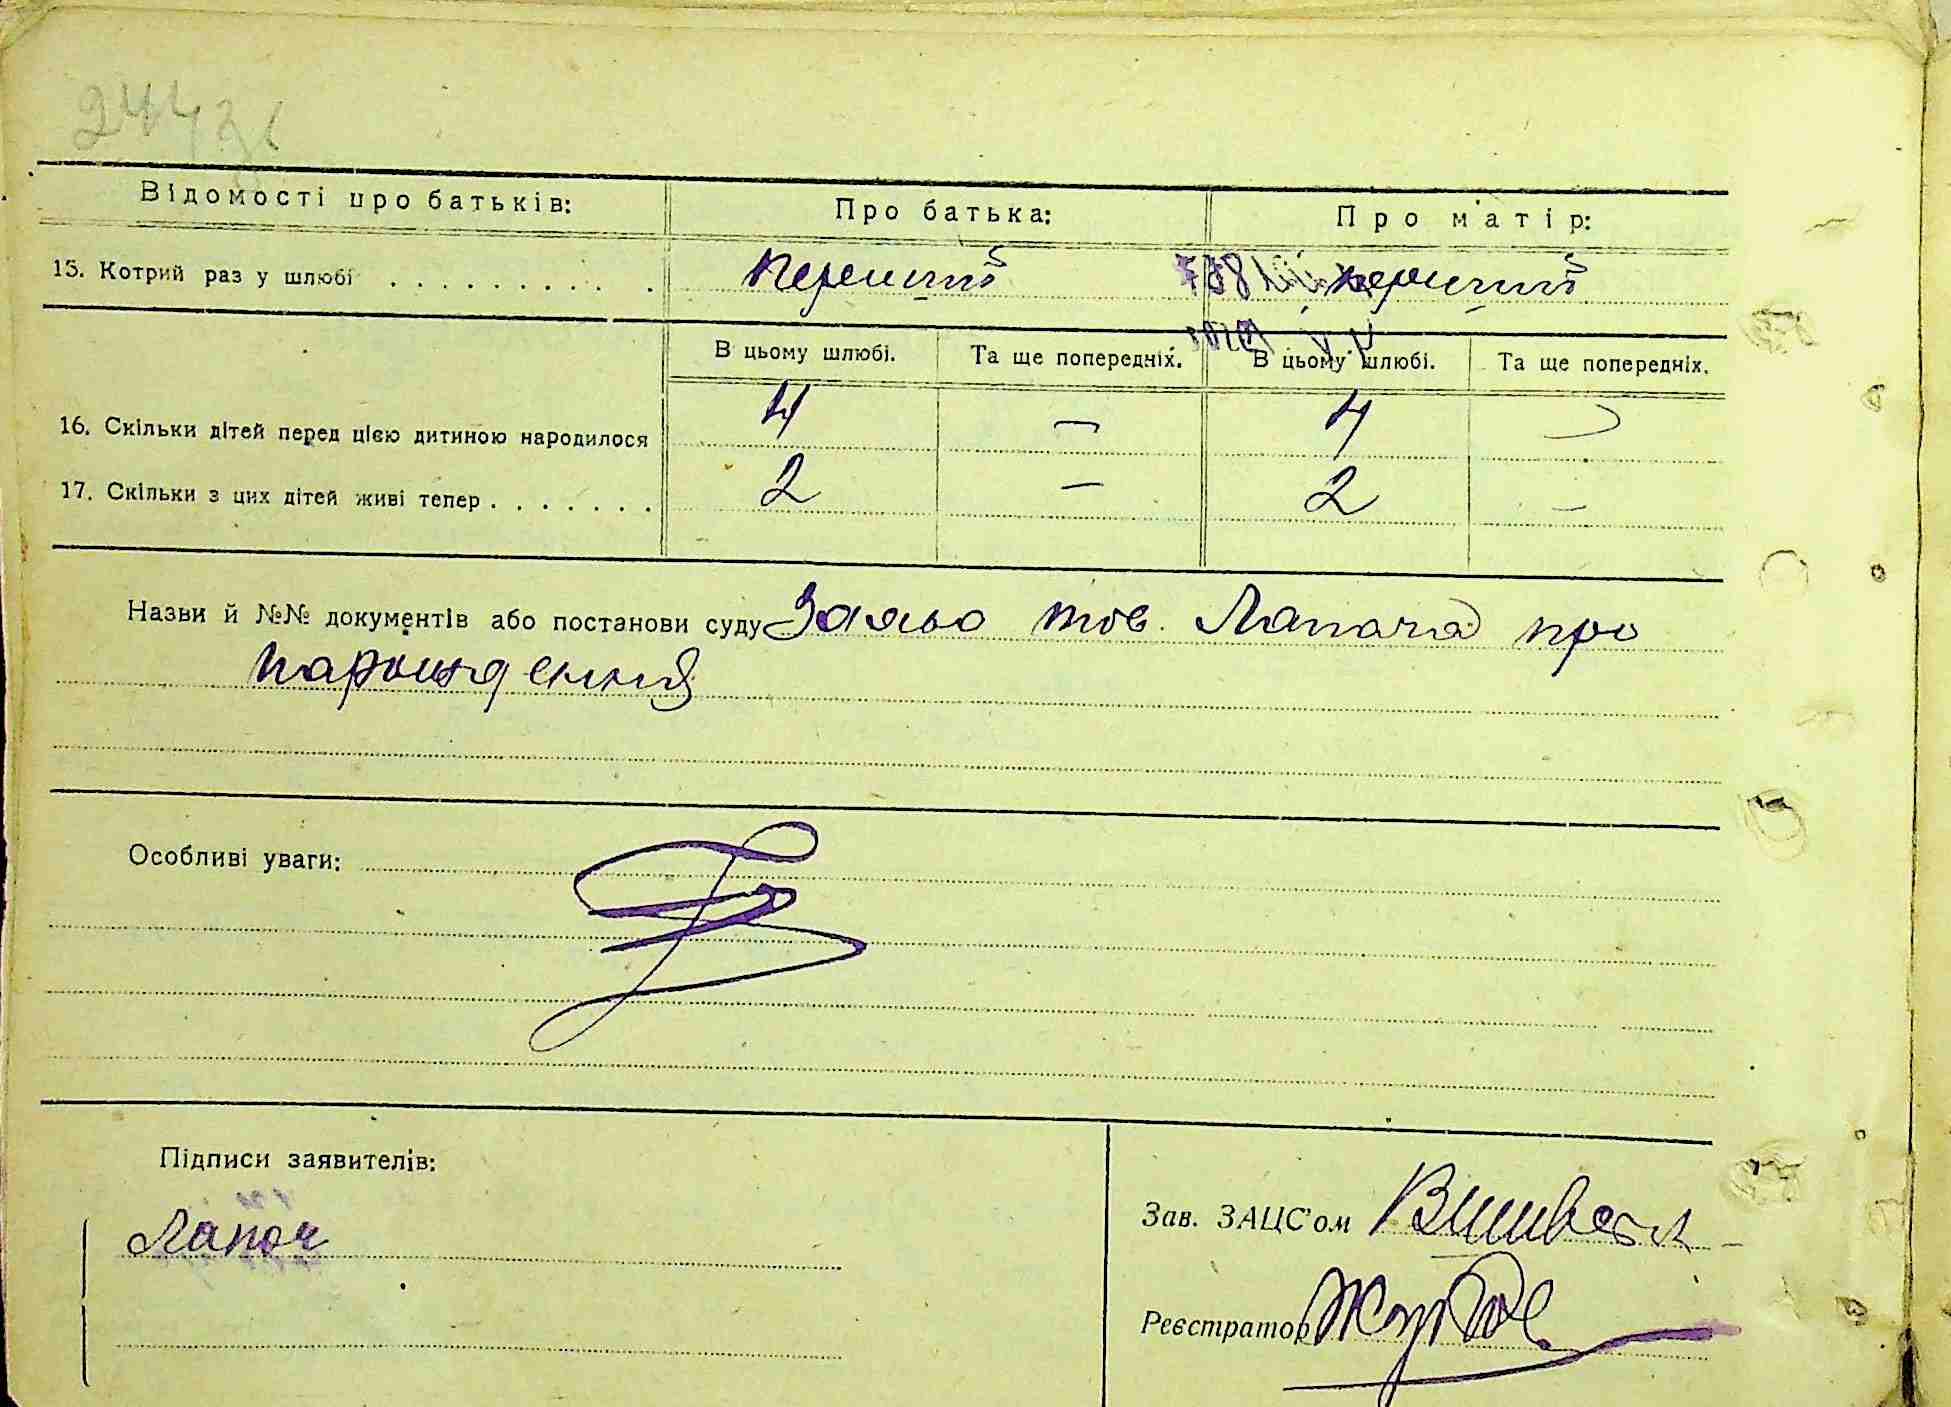 244
Відомості про батьків: Про батька: Про матір:
15. Котрий раз у шлюбі . . . . . . . . . . перший перший
В цьому шлюбі. Та ще попередніх. В цьому шлюбі. Та ще попередніх.
16. Скільки дітей перед цією дитиною народилося 4 — 4 —
17. Скільки з цих дітей живі тепер . . . . . . . 2 — 2 —
Назви й №№ документів або постанови суду тов. Лапача про
народження
Особливі уваги:
Підписи заявителів:
Лапач
Зав. ЗАЦС'ом
Реєстратор